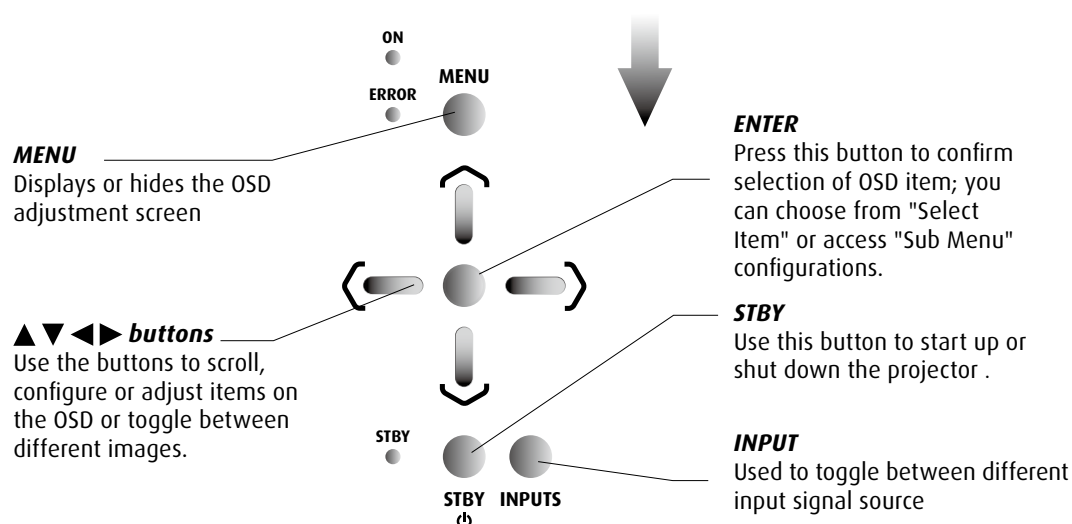 ON
MENU
ERROR
MENU
Displays or hides the OSD
adjustment screen
▲ ▼ ◀ ▶ buttons
Use the buttons to scroll,
configure or adjust items on
the OSD or toggle between
different images.
ENTER
Press this button to confirm
selection of OSD item; you
can choose from "Select
Item" or access "Sub Menu"
configurations.
STBY
Use this button to start up or
shut down the projector .
INPUT
Used to toggle between different
input signal source
STBY
STBY INPUTS